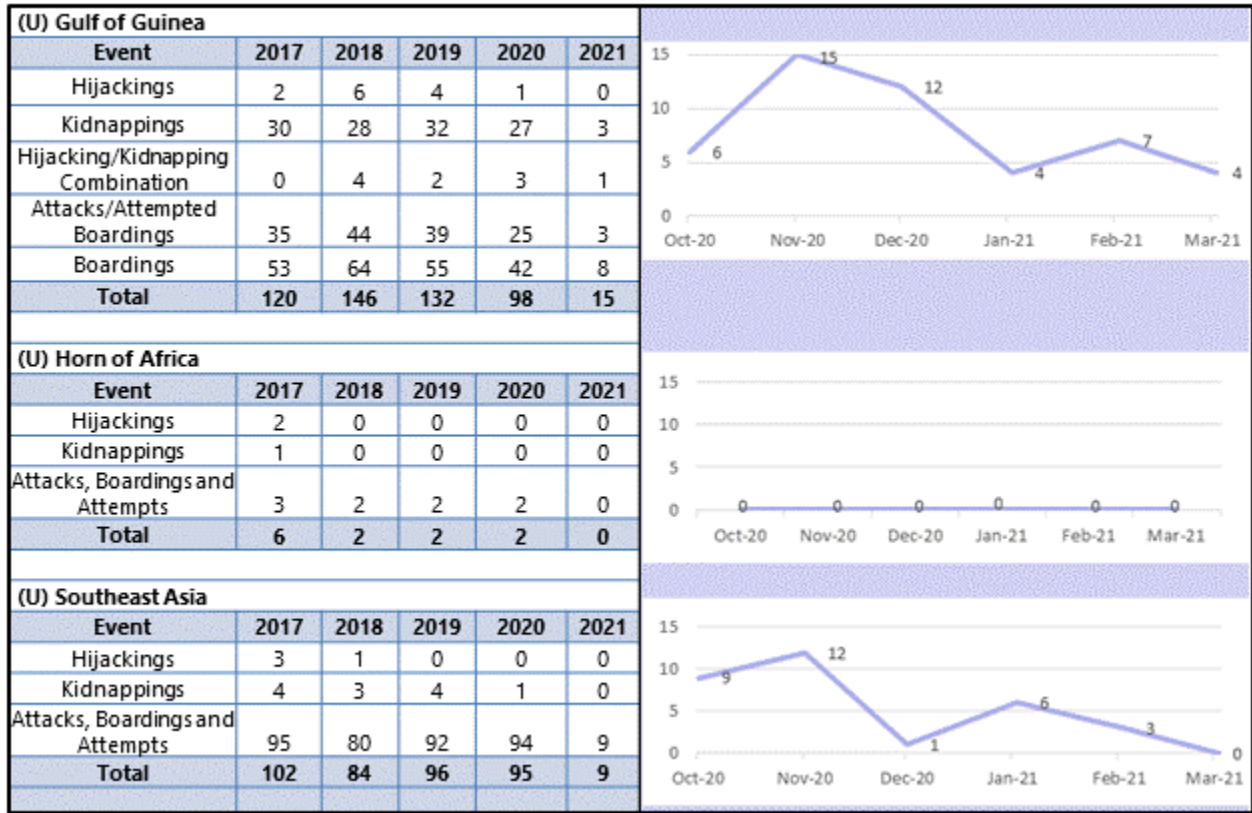 (U) Gulf of Guinea
Event 2017 2018 2019 2020 2021
Hijackings 2 6 4 1 0
Kidnappings 30 28 32 27 3
Hijacking/Kidnapping
Combination 0 4 2 3 1
Attacks/Attempted
Boardings 35 44 39 25 3
Boardings 53 64 55 42 8
Total 120 146 132 98 15
15
10
5
0
6
15
12
4
7
4
Oct-20 Nov-20 Dec-20 Jan-21 Feb-21 Mar-21
(U) Horn of Africa
Event 2017 2018 2019 2020 2021
Hijackings 2 0 0 0 0
Kidnappings 1 0 0 0 0
Attacks, Boardings and
Attempts 3 2 2 2 0
Total 6 2 2 2 0
15
10
5
0
0 0 0 0 0 0
Oct-20 Nov-20 Dec-20 Jan-21 Feb-21 Mar-21
(U) Southeast Asia
Event 2017 2018 2019 2020 2021
Hijackings 3 1 0 0 0
Kidnappings 4 3 4 1 0
Attacks, Boardings and
Attempts 95 80 92 94 9
Total 102 84 96 95 9
15
10
5
0
9
12
1
6
3
0
Oct-20 Nov-20 Dec-20 Jan-21 Feb-21 Mar-21